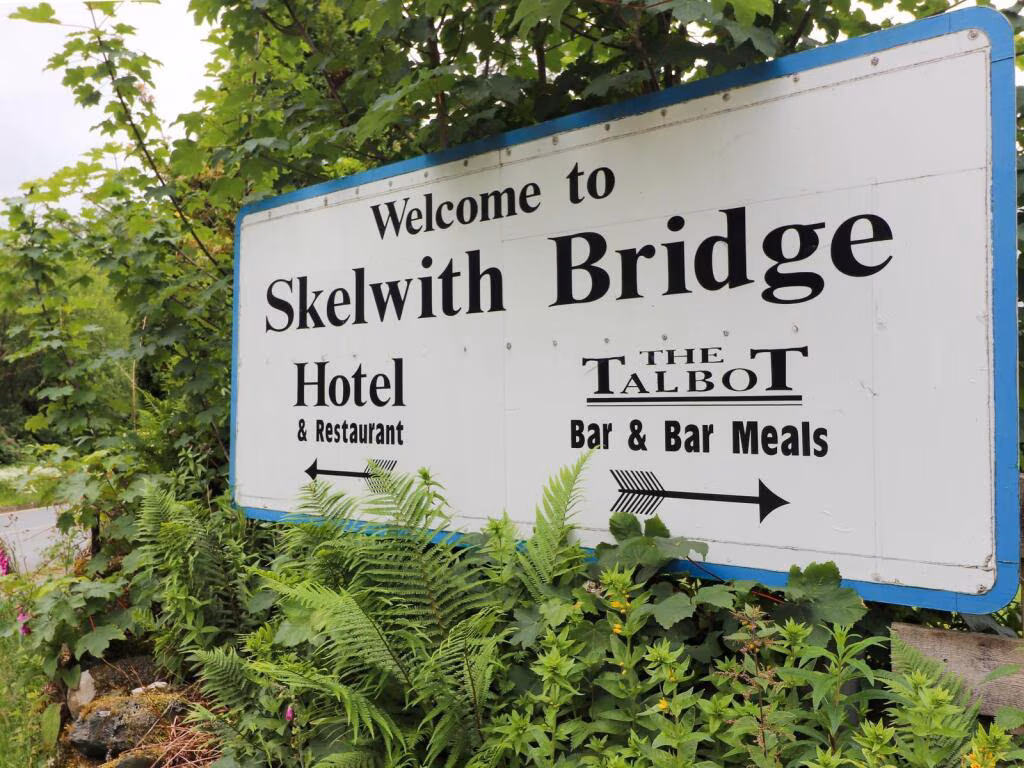 Welcome to
Skelwith Bridge
Hotel
& Restaurant
THE
TALBOT
Bar & Bar Meals